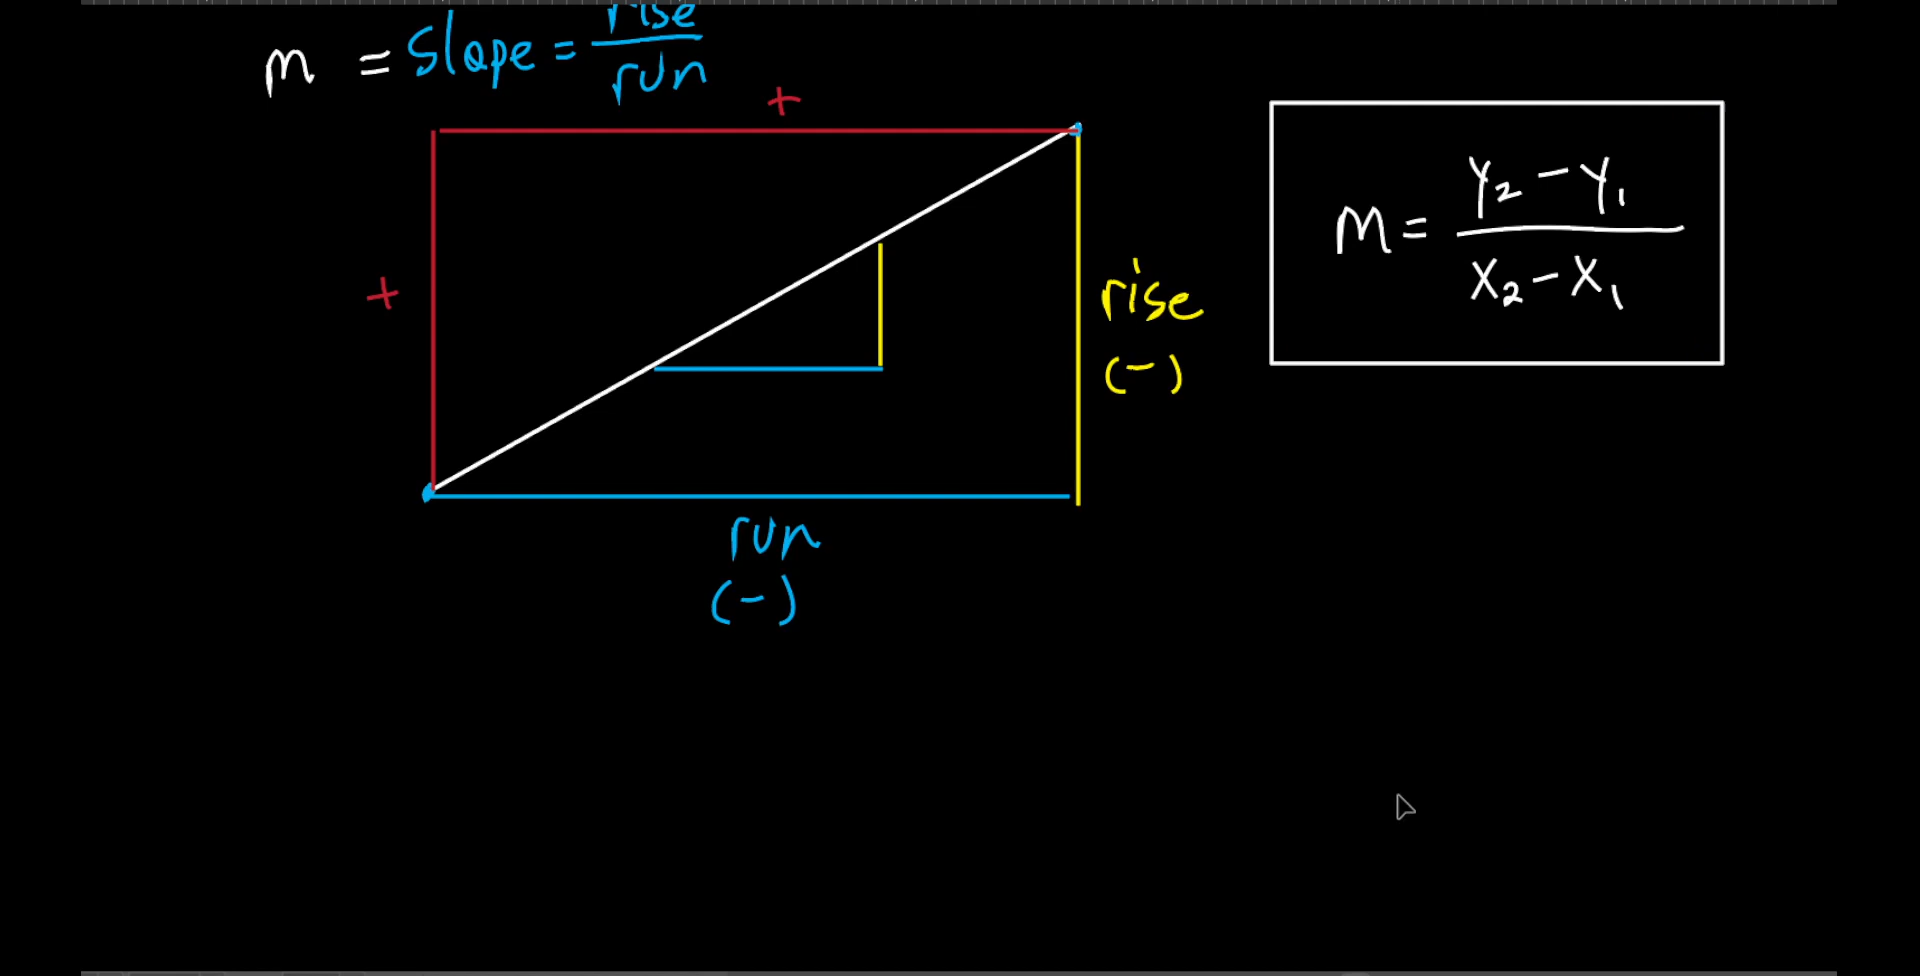 m = slope = rise
run
+
+
rise
(-)
run
(-)
m = y₂ - y₁
x₂ - x₁